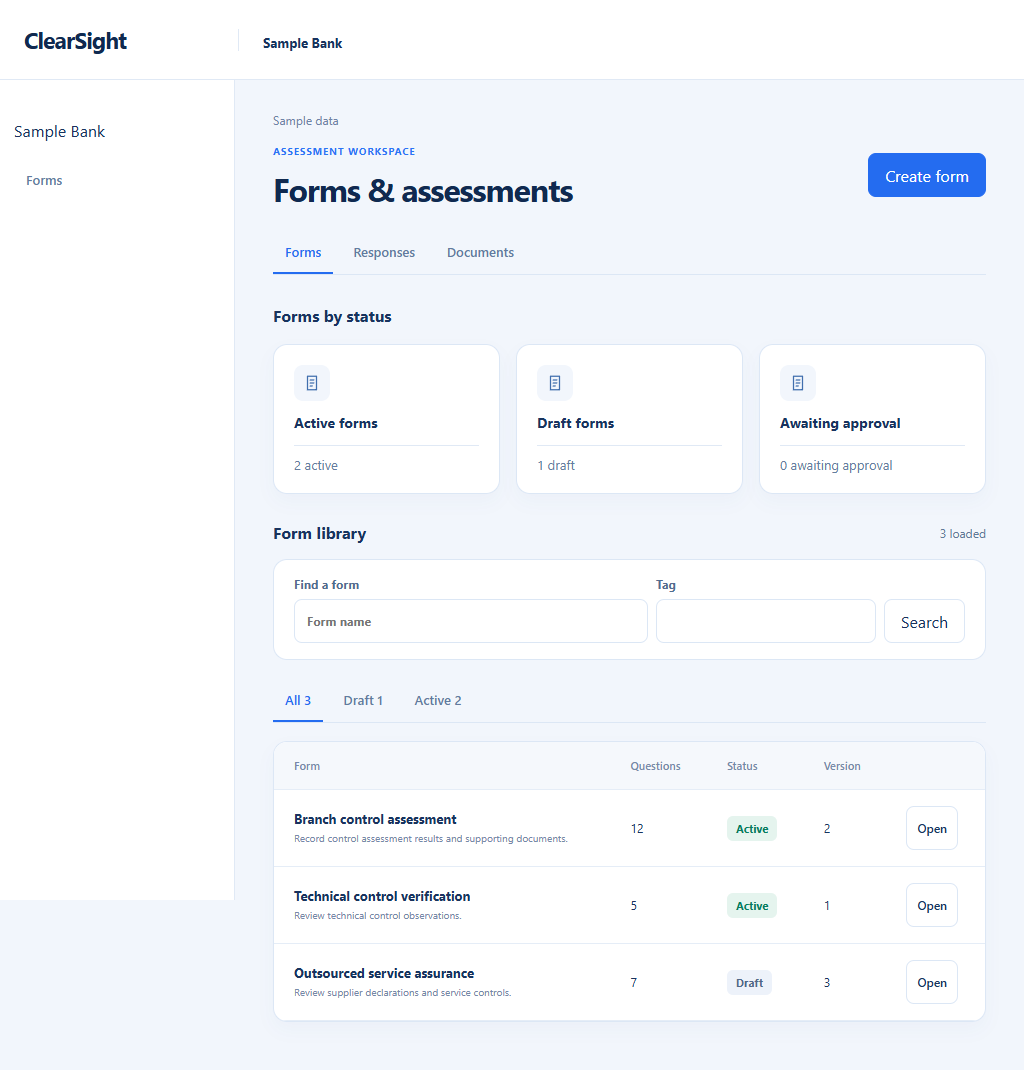 ClearSight
Sample Bank
Sample Bank
Forms
Sample data
ASSESSMENT WORKSPACE
Forms & assessments
Create form
Forms Responses Documents
Forms by status
Active forms
2 active
Draft forms
1 draft
Awaiting approval
0 awaiting approval
Form library
3 loaded
Find a form
Form name
Tag
Search
All 3 Draft 1 Active 2
Form Questions Status Version
Branch control assessment
Record control assessment results and supporting documents.
12 Active 2 Open
Technical control verification
Review technical control observations.
5 Active 1 Open
Outsourced service assurance
Review supplier declarations and service controls.
7 Draft 3 Open